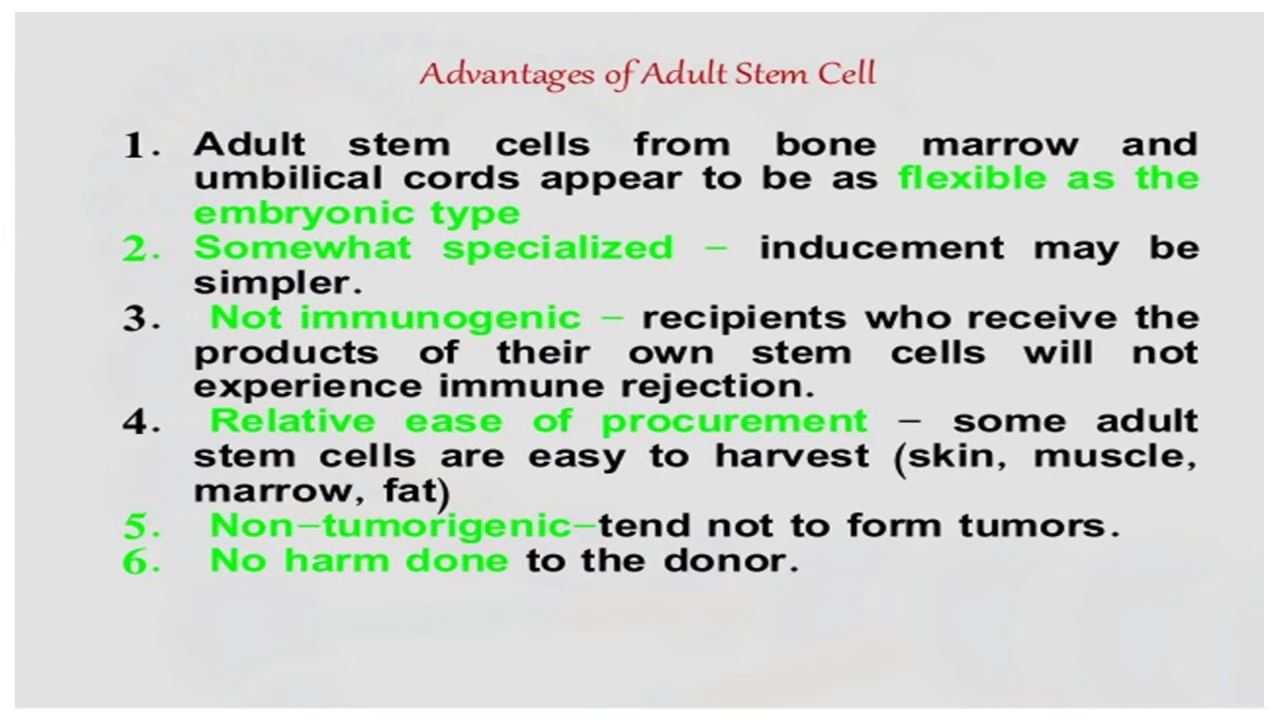 Advantages of Adult Stem Cell
1. Adult stem cells from bone marrow and
umbilical cords appear to be as flexible as the
embryonic type
2. Somewhat specialized – inducement may be
simpler.
3. Not immunogenic – recipients who receive the
products of their own stem cells will not
experience immune rejection.
4. Relative ease of procurement – some adult
stem cells are easy to harvest (skin, muscle,
marrow, fat)
5. Non–tumorigenic–tend not to form tumors.
6. No harm done to the donor.